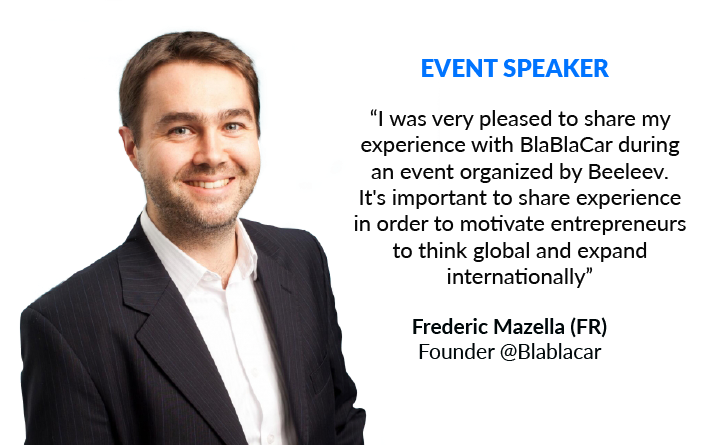 EVENT SPEAKER
“I was very pleased to share my
experience with BlaBlaCar during
an event organized by Beeleev.
It's important to share experience
in order to motivate entrepreneurs
to think global and expand
internationally”
Frederic Mazella (FR)
Founder @Blablacar